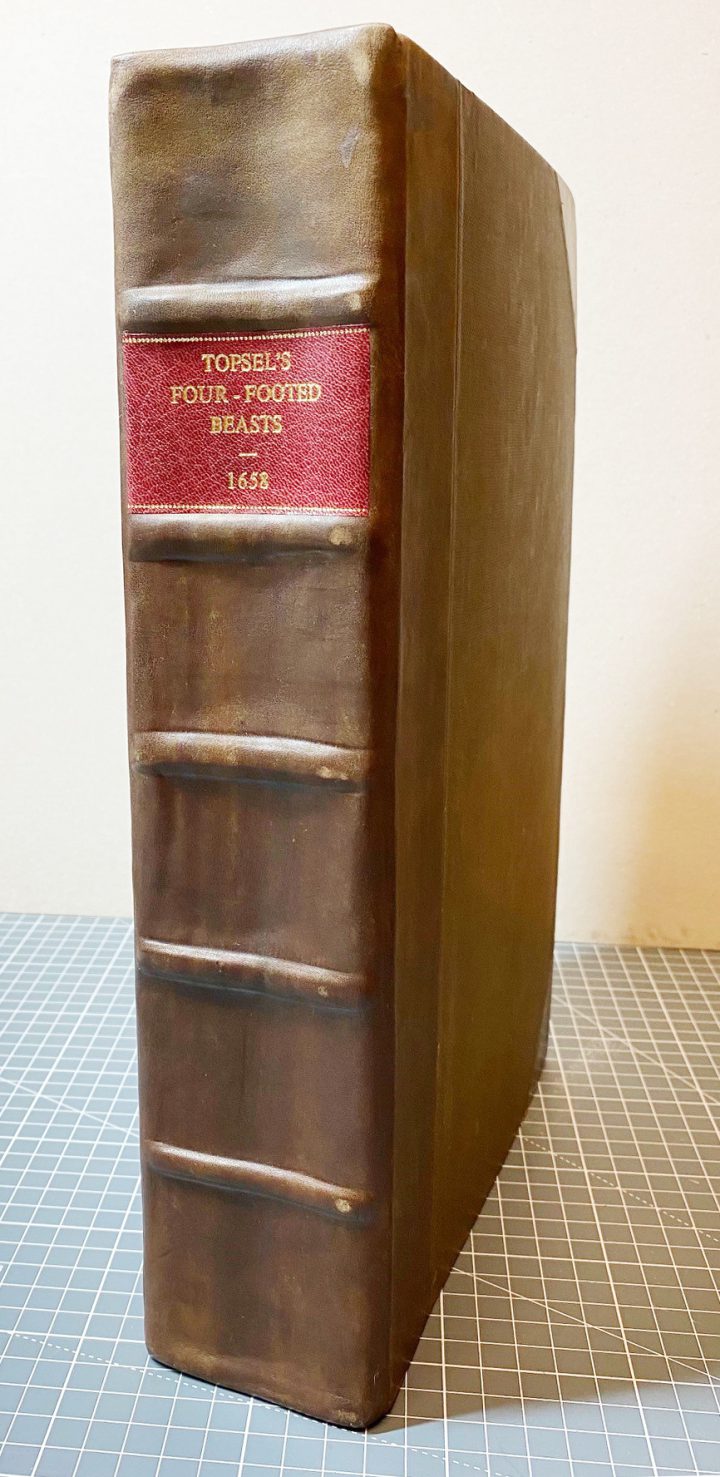 TOPSEL'S
FOUR - FOOTED
BEASTS
—
1658